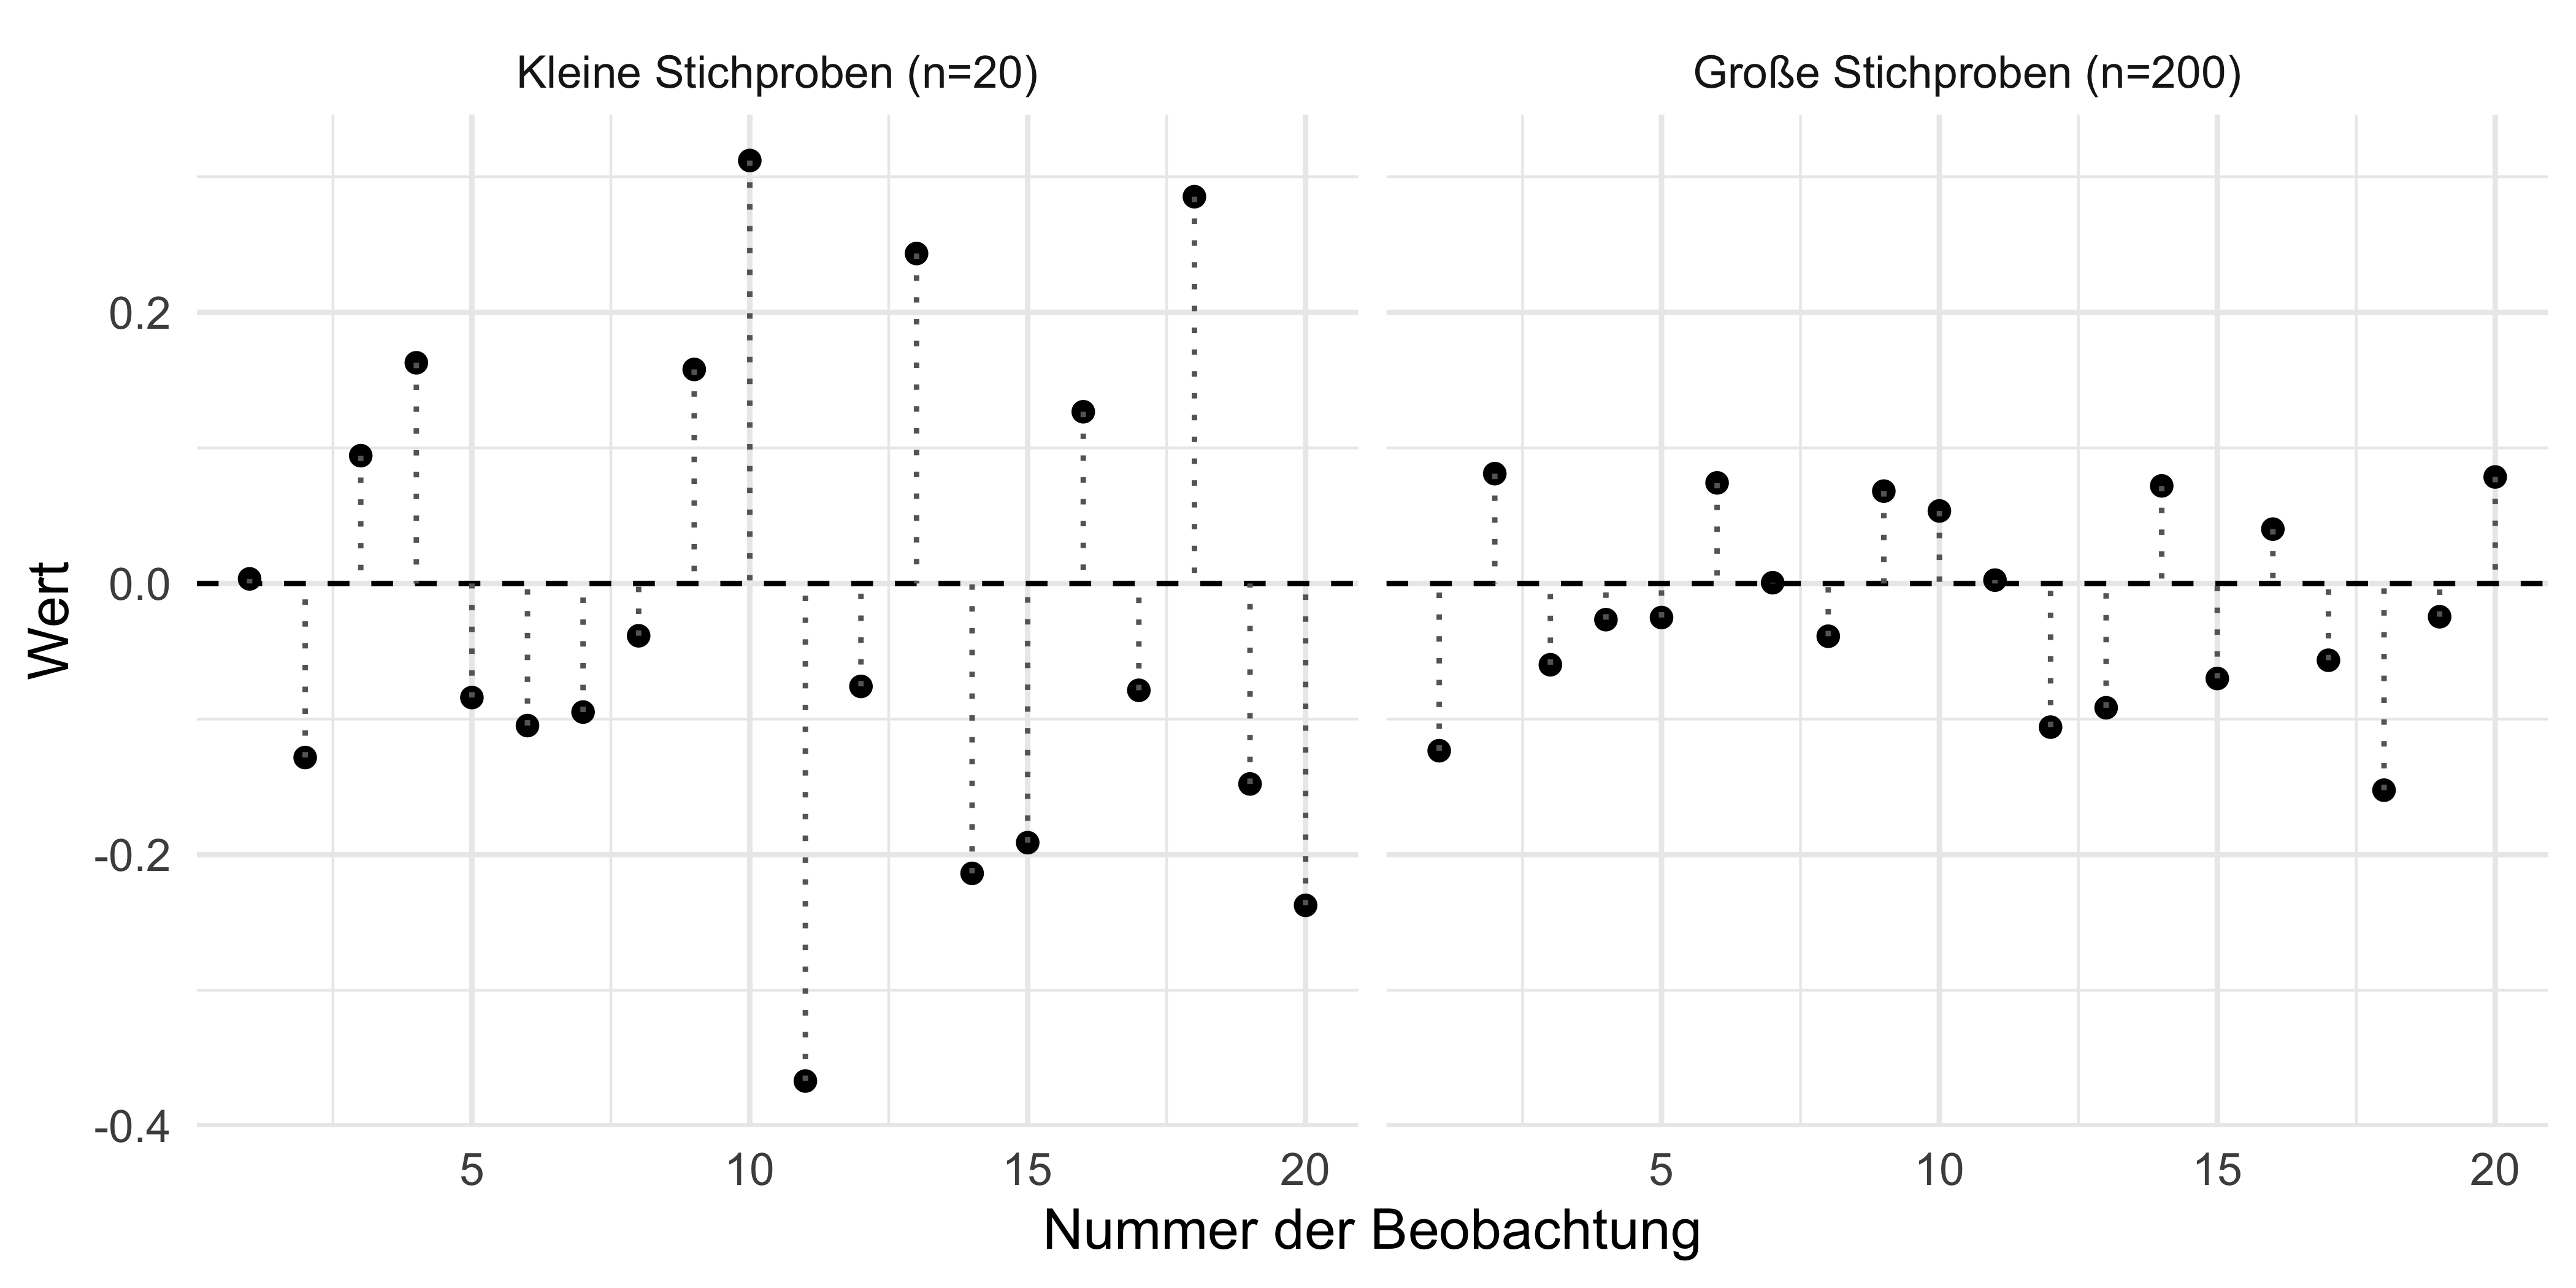 Kleine Stichproben (n=20)
Große Stichproben (n=200)
Wert
0.2
0.0
-0.2
-0.4
5 10 15 20
5 10 15 20
Nummer der Beobachtung